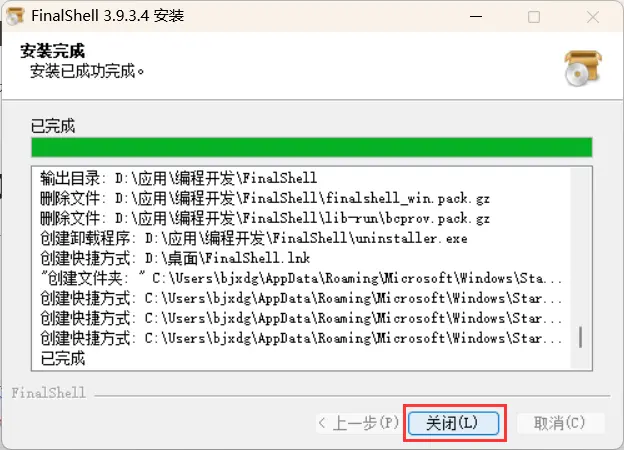 FinalShell 3.9.3.4 安装
安装完成
安装已成功完成。
已完成
输出目录: D:\应用\编程开发\FinalShell
删除文件: D:\应用\编程开发\FinalShell\finalshell_win.pack.gz
删除文件: D:\应用\编程开发\FinalShell\lib-run\bcprov.pack.gz
创建卸载程序: D:\应用\编程开发\FinalShell\uninstaller.exe
创建快捷方式: D:\桌面\FinalShell.lnk
"创建文件夹: " C:\Users\bjxdg\AppData\Roaming\Microsoft\Windows\Sta...
创建快捷方式: C:\Users\bjxdg\AppData\Roaming\Microsoft\Windows\Star...
创建快捷方式: C:\Users\bjxdg\AppData\Roaming\Microsoft\Windows\Star...
创建快捷方式: C:\Users\bjxdg\AppData\Roaming\Microsoft\Windows\Star...
已完成
FinalShell
< 上一步(P) 关闭(L) 取消(C)